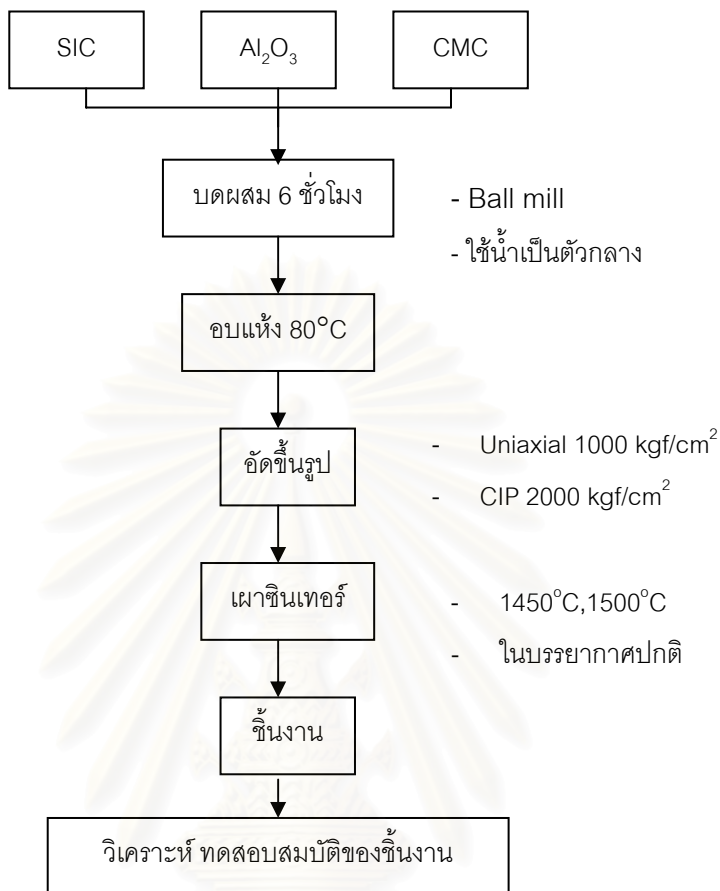 SIC
Al₂O₃
CMC
บดผสม 6 ชั่วโมง
- Ball mill
- ใช้น้ำเป็นตัวกลาง
อบแห้ง 80°C
อัดขึ้นรูป
- Uniaxial 1000 kgf/cm²
- CIP 2000 kgf/cm²
เผาซินเทอร์
- 1450°C,1500°C
- ในบรรยากาศปกติ
ชิ้นงาน
วิเคราะห์ ทดสอบสมบัติของชิ้นงาน